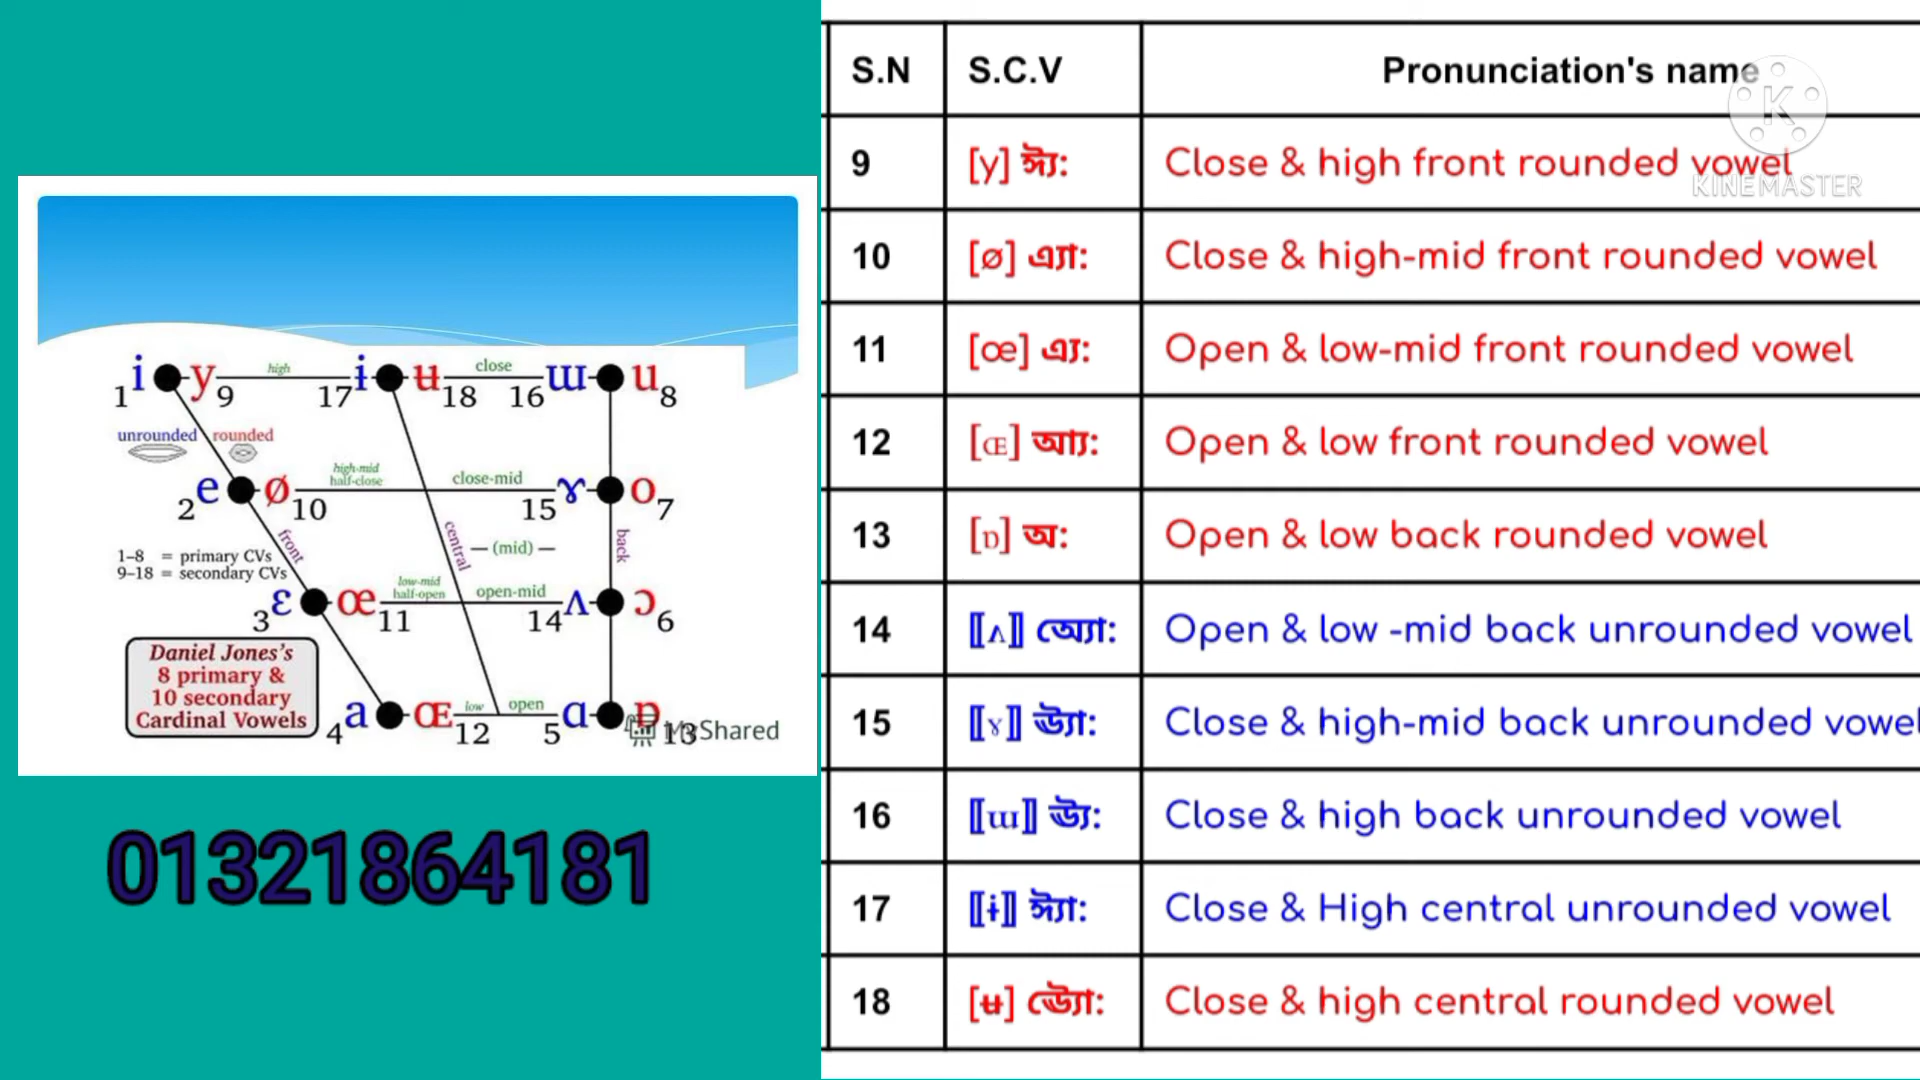 i y high ɨ ʉ close ɯ u
1 9 17 18 16 8
unrounded rounded
e ø high-mid half-close close-mid ɤ o
2 10 15 7
front central (mid) back
1–8 = primary CVs
9–18 = secondary CVs
ɛ œ low-mid half-open open-mid ʌ ɔ
3 11 14 6
Daniel Jones's
8 primary &
10 secondary
Cardinal Vowels
a ɶ low open ɑ ɒ
4 12 5 13
MyShared
01321864181
S.N S.C.V Pronunciation's name
9 [y] ঈ্য: Close & high front rounded vowel
KINEMASTER
10 [ø] এ্যা: Close & high-mid front rounded vowel
11 [œ] এ্য: Open & low-mid front rounded vowel
12 [ɶ] আ্য: Open & low front rounded vowel
13 [ɒ] অ: Open & low back rounded vowel
14 ⟦ʌ⟧ অ্যো: Open & low -mid back unrounded vowel
15 ⟦ɤ⟧ উ্যা: Close & high-mid back unrounded vowel
16 ⟦ɯ⟧ উ্য: Close & high back unrounded vowel
17 ⟦ɨ⟧ ঈ্যা: Close & High central unrounded vowel
18 [ʉ] উ্যো: Close & high central rounded vowel